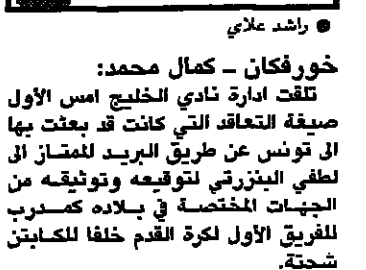 راشد علاي
خورفكان ـ كمال محمد:
تلقت ادارة نادي الخليج امس الأول
صيغة التعاقد التي كانت قد بعثت بها
الى تونس عن طريق البريد الممتاز الى
لطفي البنزرتي لتوقيعه وتوثيقه من
الجهات المختصة في بلاده كمدرب
للفريق الأول لكرة القدم خلفا للكابتن
شحتة.